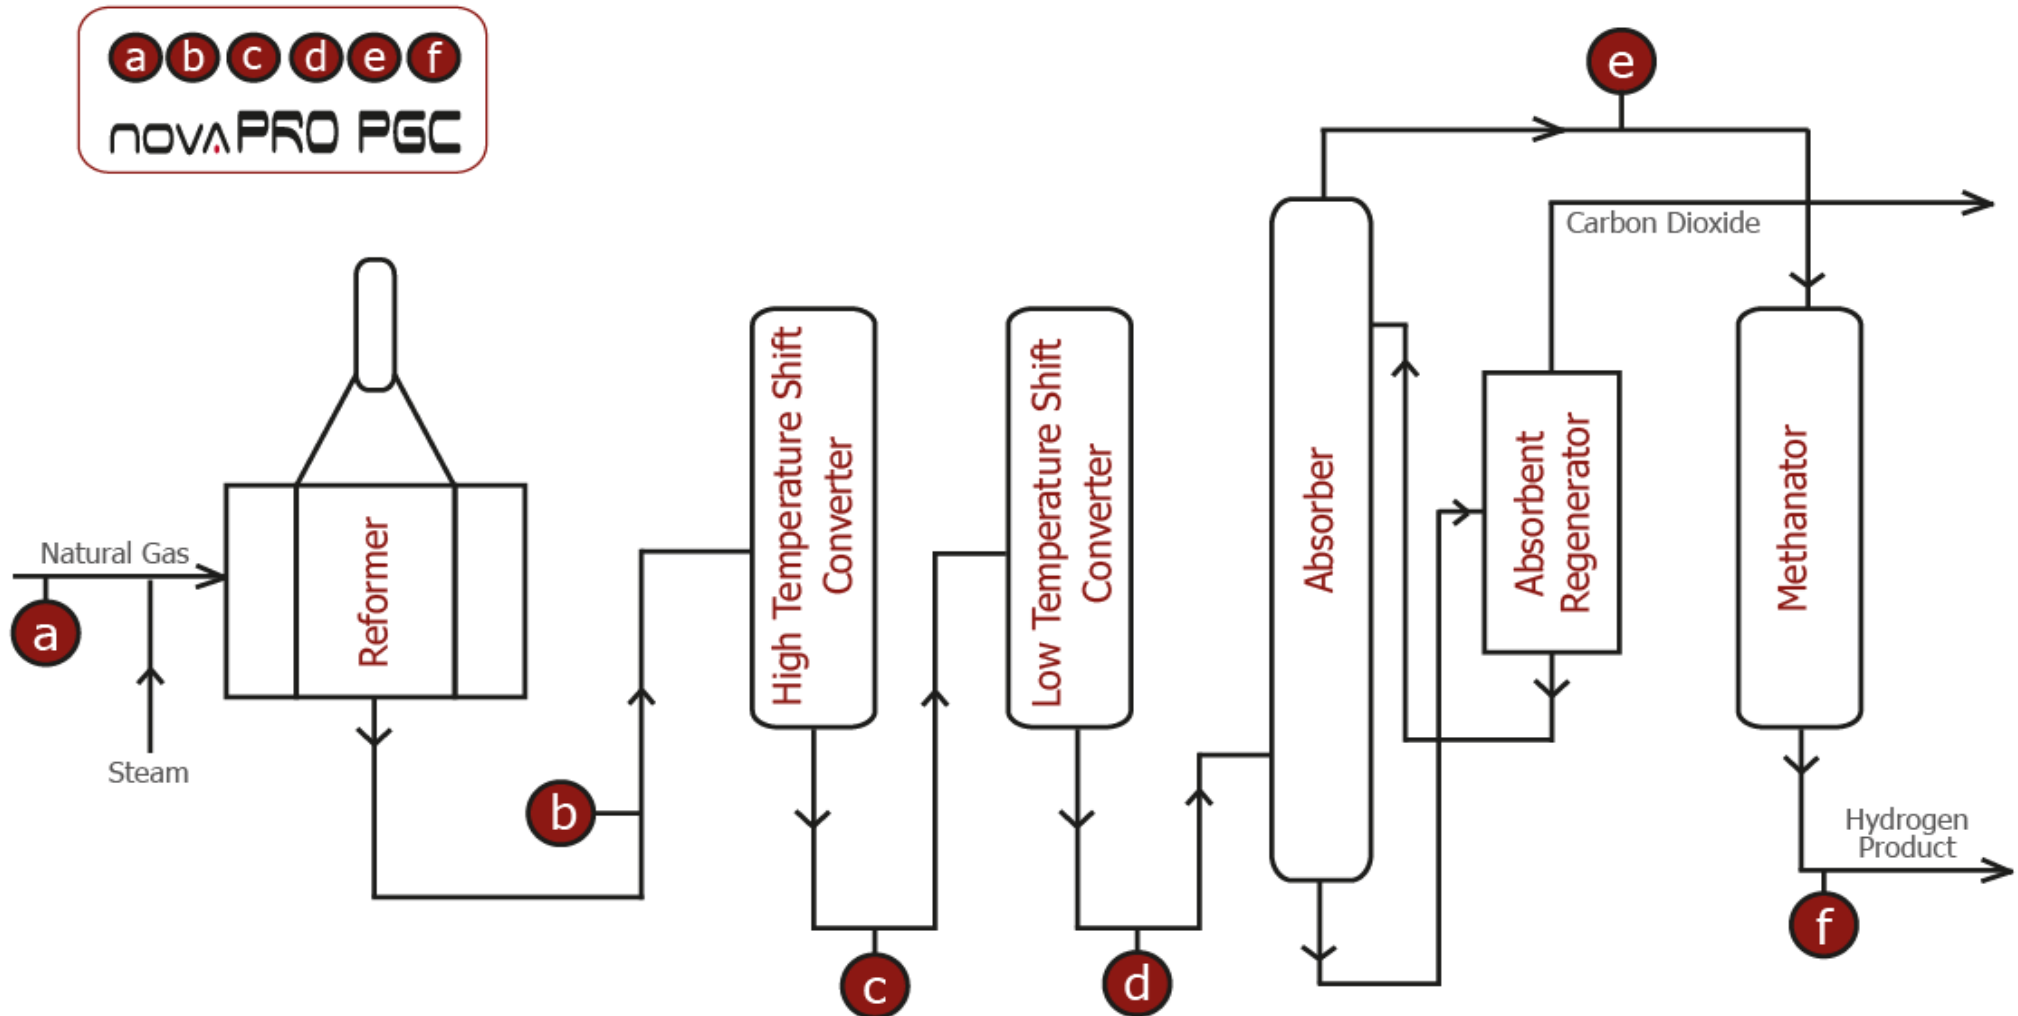 a b c d e f
novaPRO PGC
e
Carbon Dioxide
High Temperature Shift
Converter
Low Temperature Shift
Converter
Absorber
Absorbent
Regenerator
Methanator
Reformer
Natural Gas
a
Steam
b
c
d
Hydrogen
Product
f